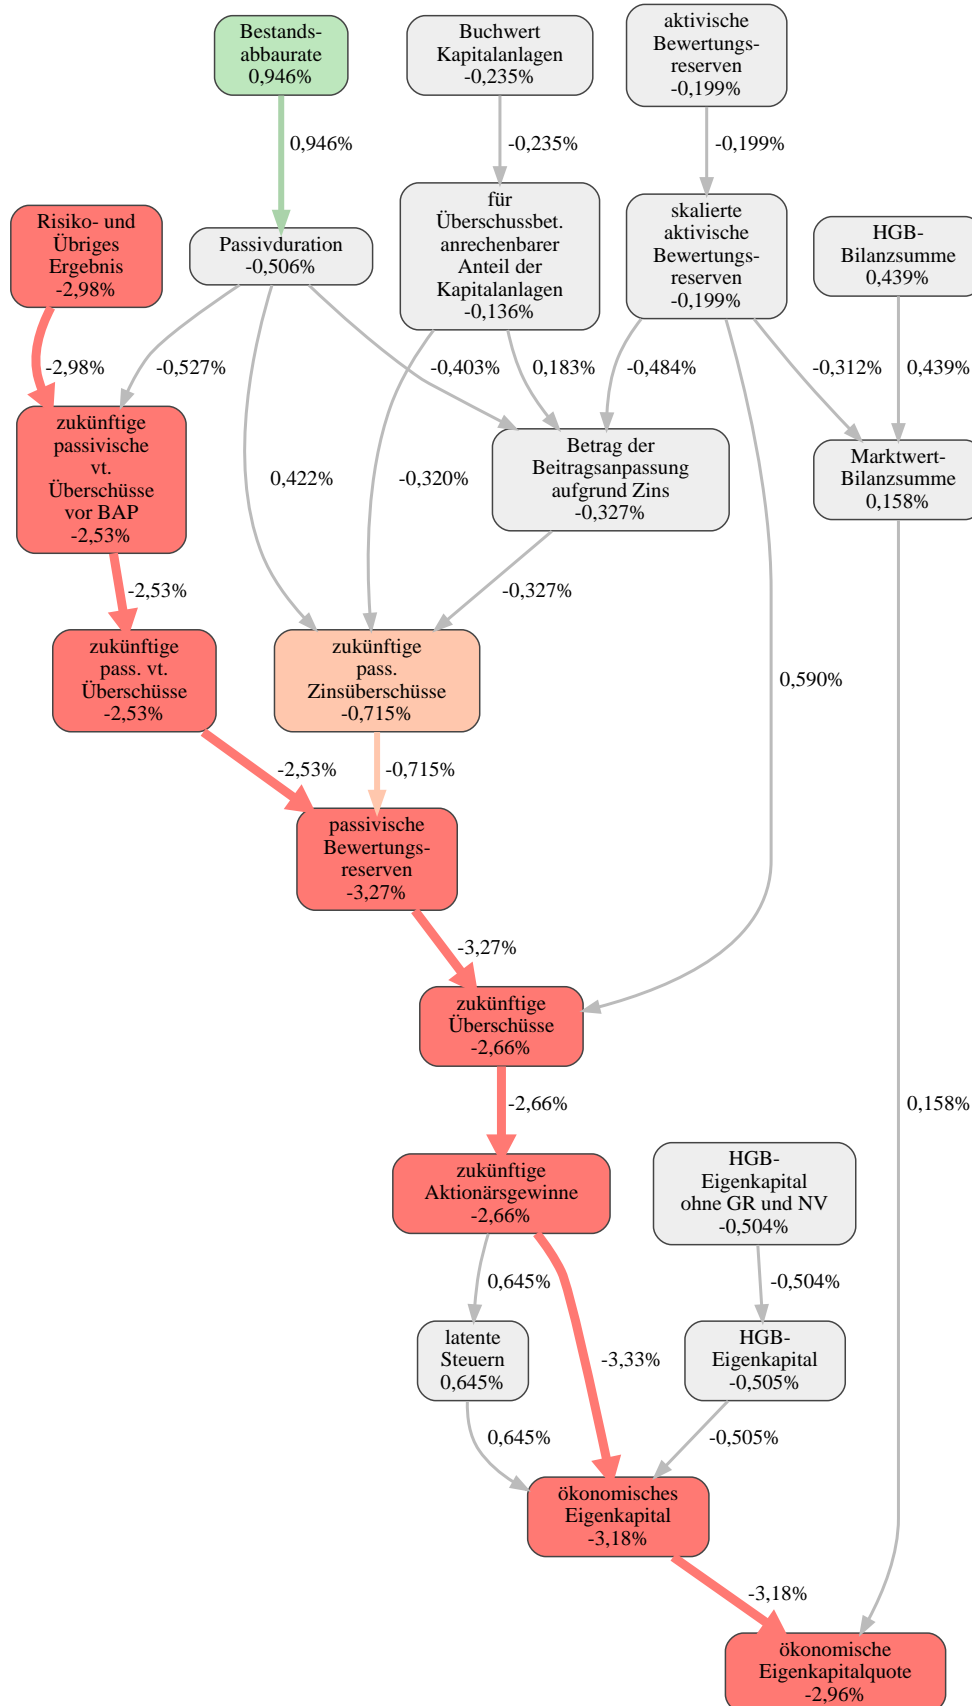 Bestands-
abbaurate
0,946%
Buchwert
Kapitalanlagen
-0,235%
aktivische
Bewertungs-
reserven
-0,199%
0,946%
-0,235%
-0,199%
Risiko- und
Übriges
Ergebnis
-2,98%
Passivduration
-0,506%
für
Überschussbet.
anrechenbarer
Anteil der
Kapitalanlagen
-0,136%
skalierte
aktivische
Bewertungs-
reserven
-0,199%
HGB-
Bilanzsumme
0,439%
-2,98%
-0,527%
-0,403%
0,183%
-0,484%
-0,312%
0,439%
zukünftige
passivische
vt.
Überschüsse
vor BAP
-2,53%
0,422%
-0,320%
Betrag der
Beitragsanpassung
aufgrund Zins
-0,327%
Marktwert-
Bilanzsumme
0,158%
-2,53%
-0,327%
zukünftige
pass. vt.
Überschüsse
-2,53%
zukünftige
pass.
Zinsüberschüsse
-0,715%
0,590%
-2,53%
-0,715%
passivische
Bewertungs-
reserven
-3,27%
-3,27%
zukünftige
Überschüsse
-2,66%
-2,66%
0,158%
zukünftige
Aktionärsgewinne
-2,66%
HGB-
Eigenkapital
ohne GR und NV
-0,504%
0,645%
-0,504%
latente
Steuern
0,645%
-3,33%
HGB-
Eigenkapital
-0,505%
0,645%
-0,505%
ökonomisches
Eigenkapital
-3,18%
-3,18%
ökonomische
Eigenkapitalquote
-2,96%